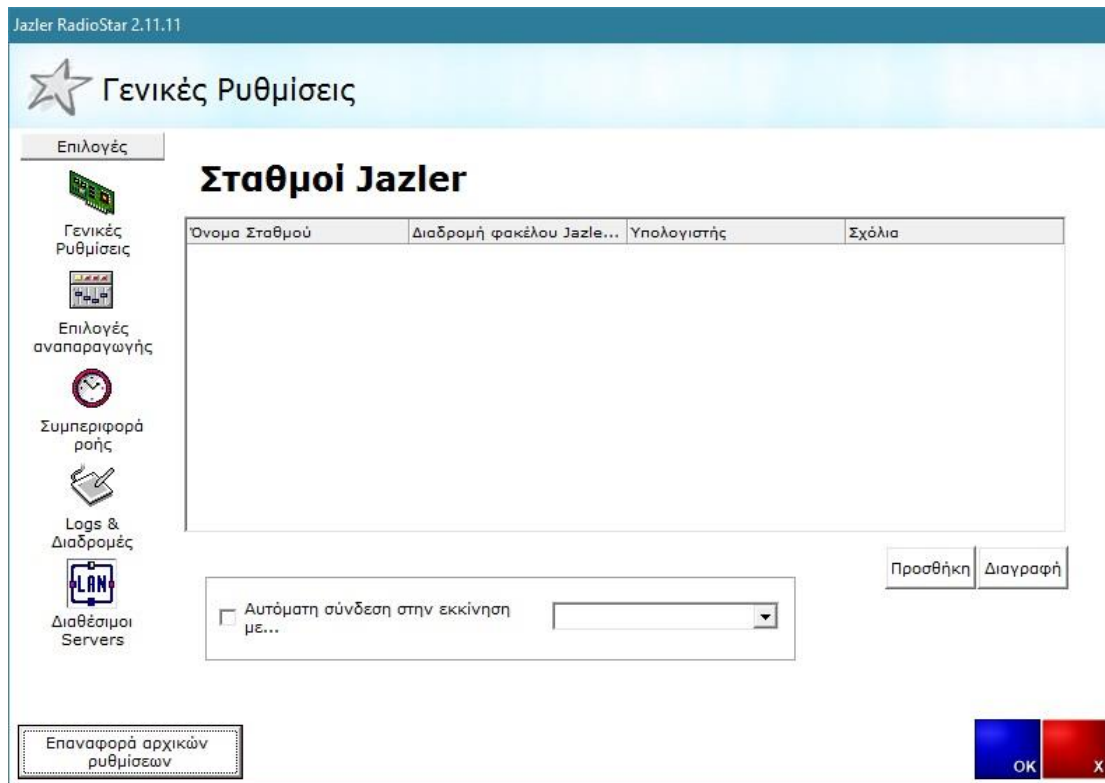 Jazler RadioStar 2.11.11
Γενικές Ρυθμίσεις
Επιλογές
Γενικές
Ρυθμίσεις
Επιλογές
αναπαραγωγής
Συμπεριφορά
ροής
Logs &
Διαδρομές
LAN
Διαθέσιμοι
Servers
Σταθμοί Jazler
Όνομα Σταθμού Διαδρομή φακέλου Jazle... Υπολογιστής Σχόλια
Προσθήκη Διαγραφή
Αυτόματη σύνδεση στην εκκίνηση
με...
Επαναφορά αρχικών
ρυθμίσεων
OK X